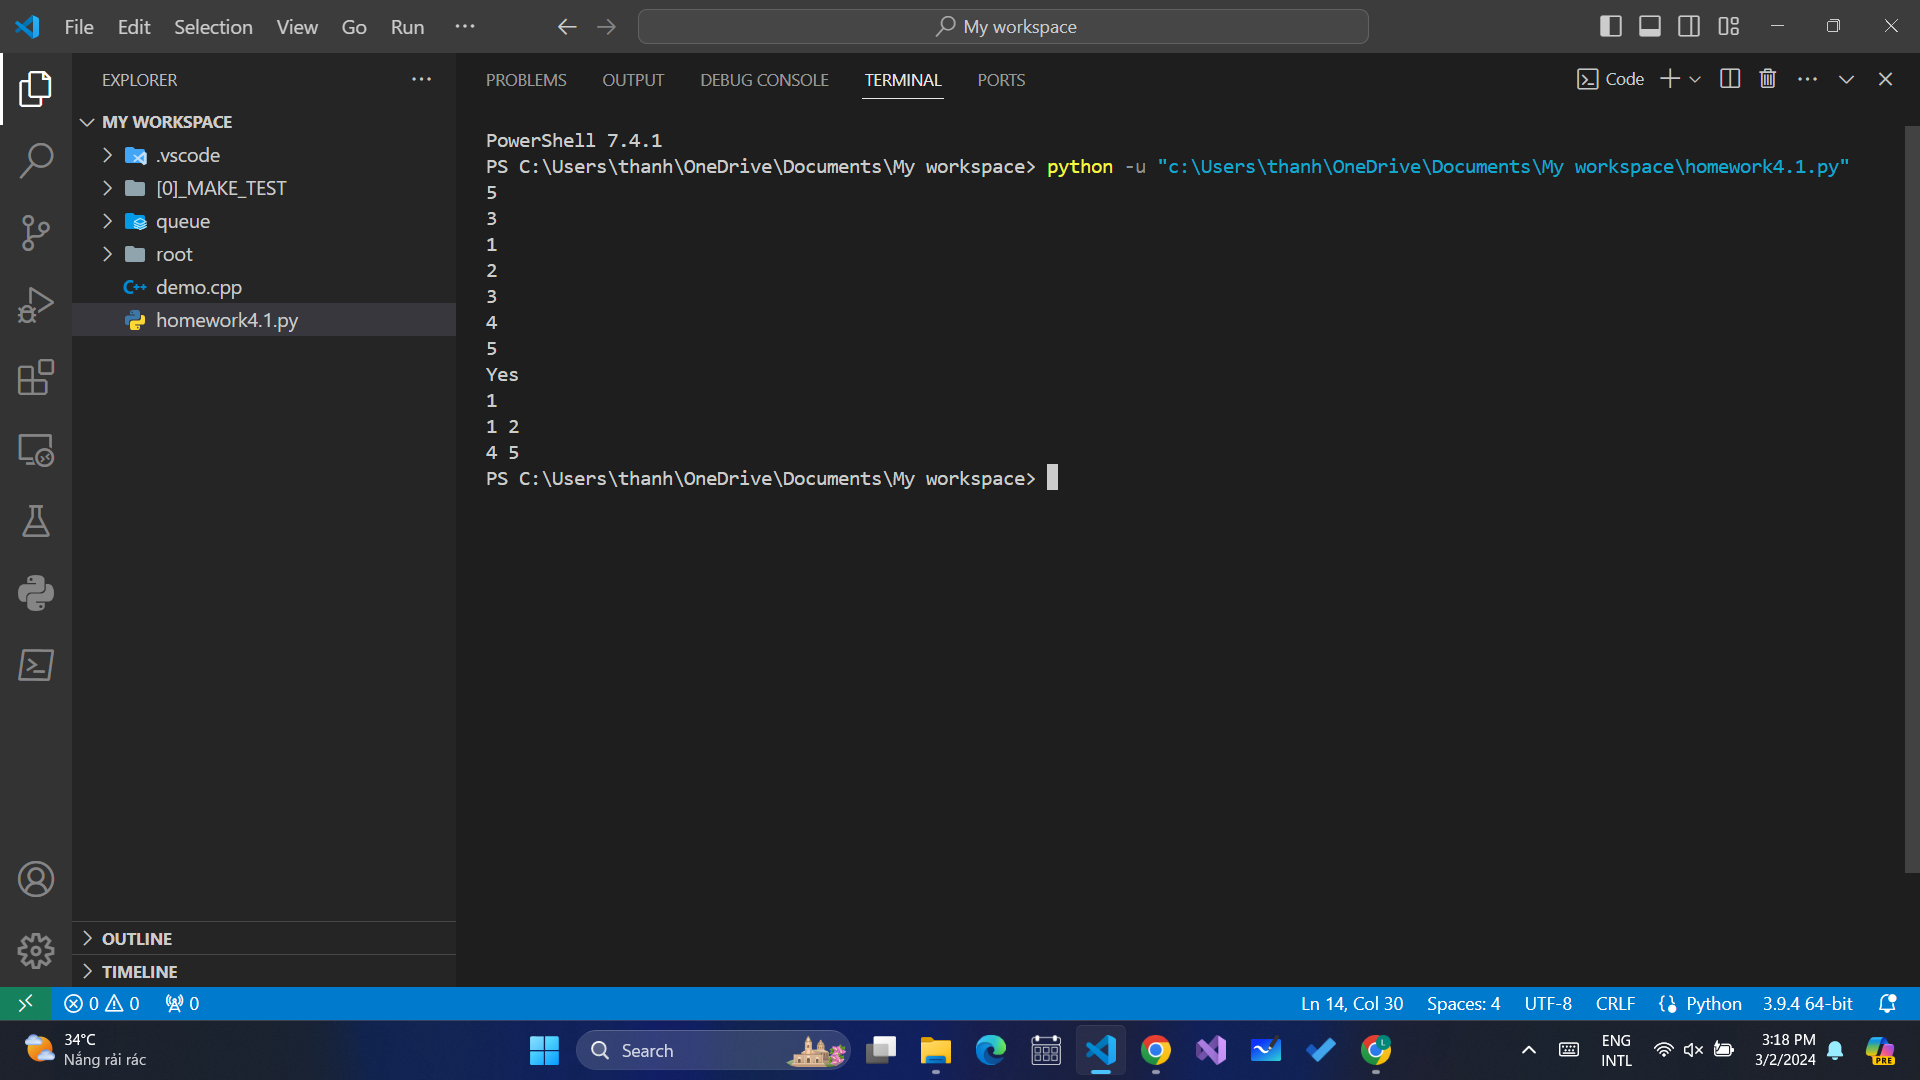 File Edit Selection View Go Run ···
My workspace
EXPLORER
MY WORKSPACE
.vscode
[0]_MAKE_TEST
queue
root
demo.cpp
homework4.1.py
OUTLINE
TIMELINE
PROBLEMS OUTPUT DEBUG CONSOLE TERMINAL PORTS
Code
PowerShell 7.4.1
PS C:\Users\thanh\OneDrive\Documents\My workspace> python -u "c:\Users\thanh\OneDrive\Documents\My workspace\homework4.1.py"
5
3
1
2
3
4
5
Yes
1
1 2
4 5
PS C:\Users\thanh\OneDrive\Documents\My workspace>
0 0 0
Ln 14, Col 30 Spaces: 4 UTF-8 CRLF Python 3.9.4 64-bit
34°C
Nắng rải rác
Search
L
ENG
INTL
3:18 PM
3/2/2024
PRE